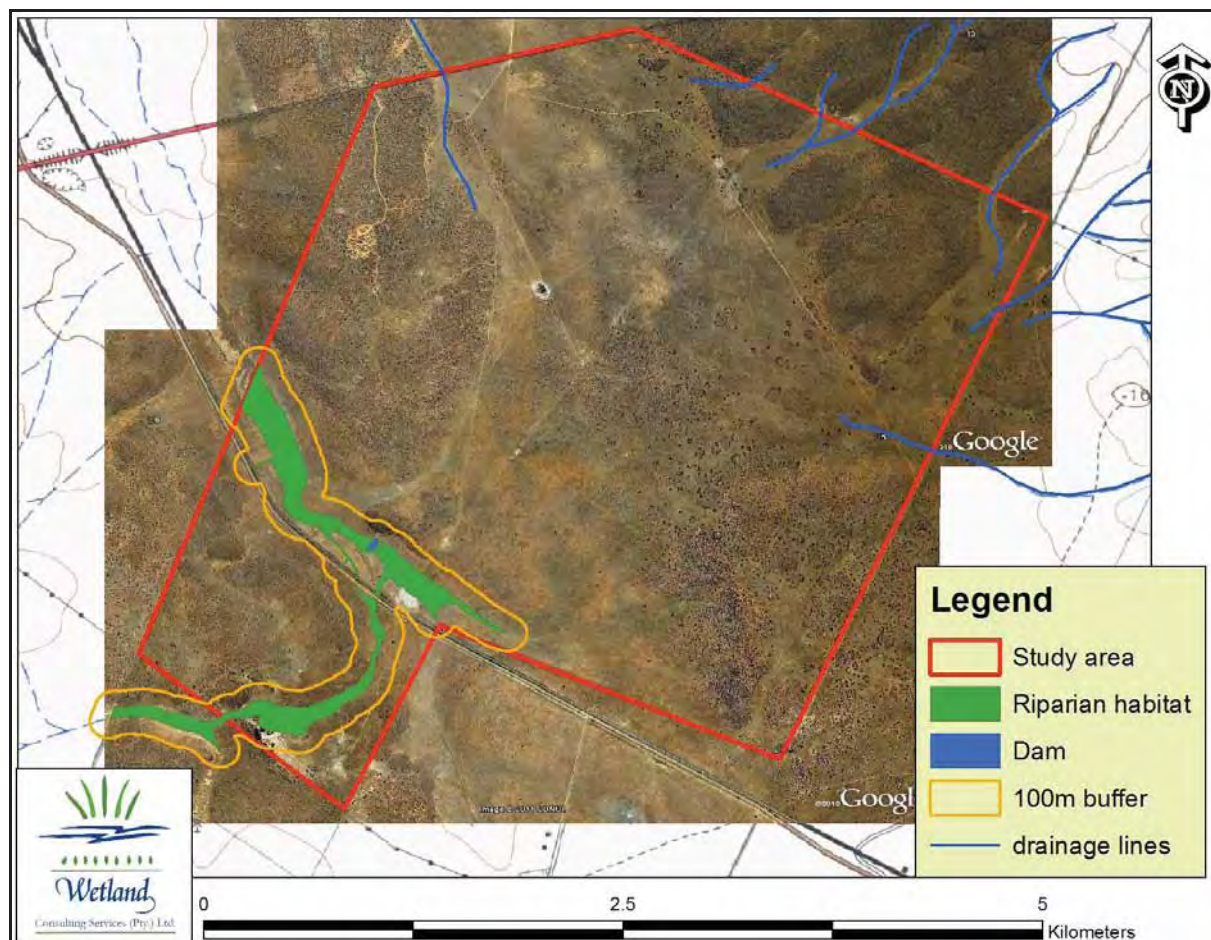 N
Google
-16
Google
Legend
Study area
Riparian habitat
Dam
100m buffer
drainage lines
Wetland
Consulting Services (Pty.) Ltd.
0 2.5 5
Kilometers